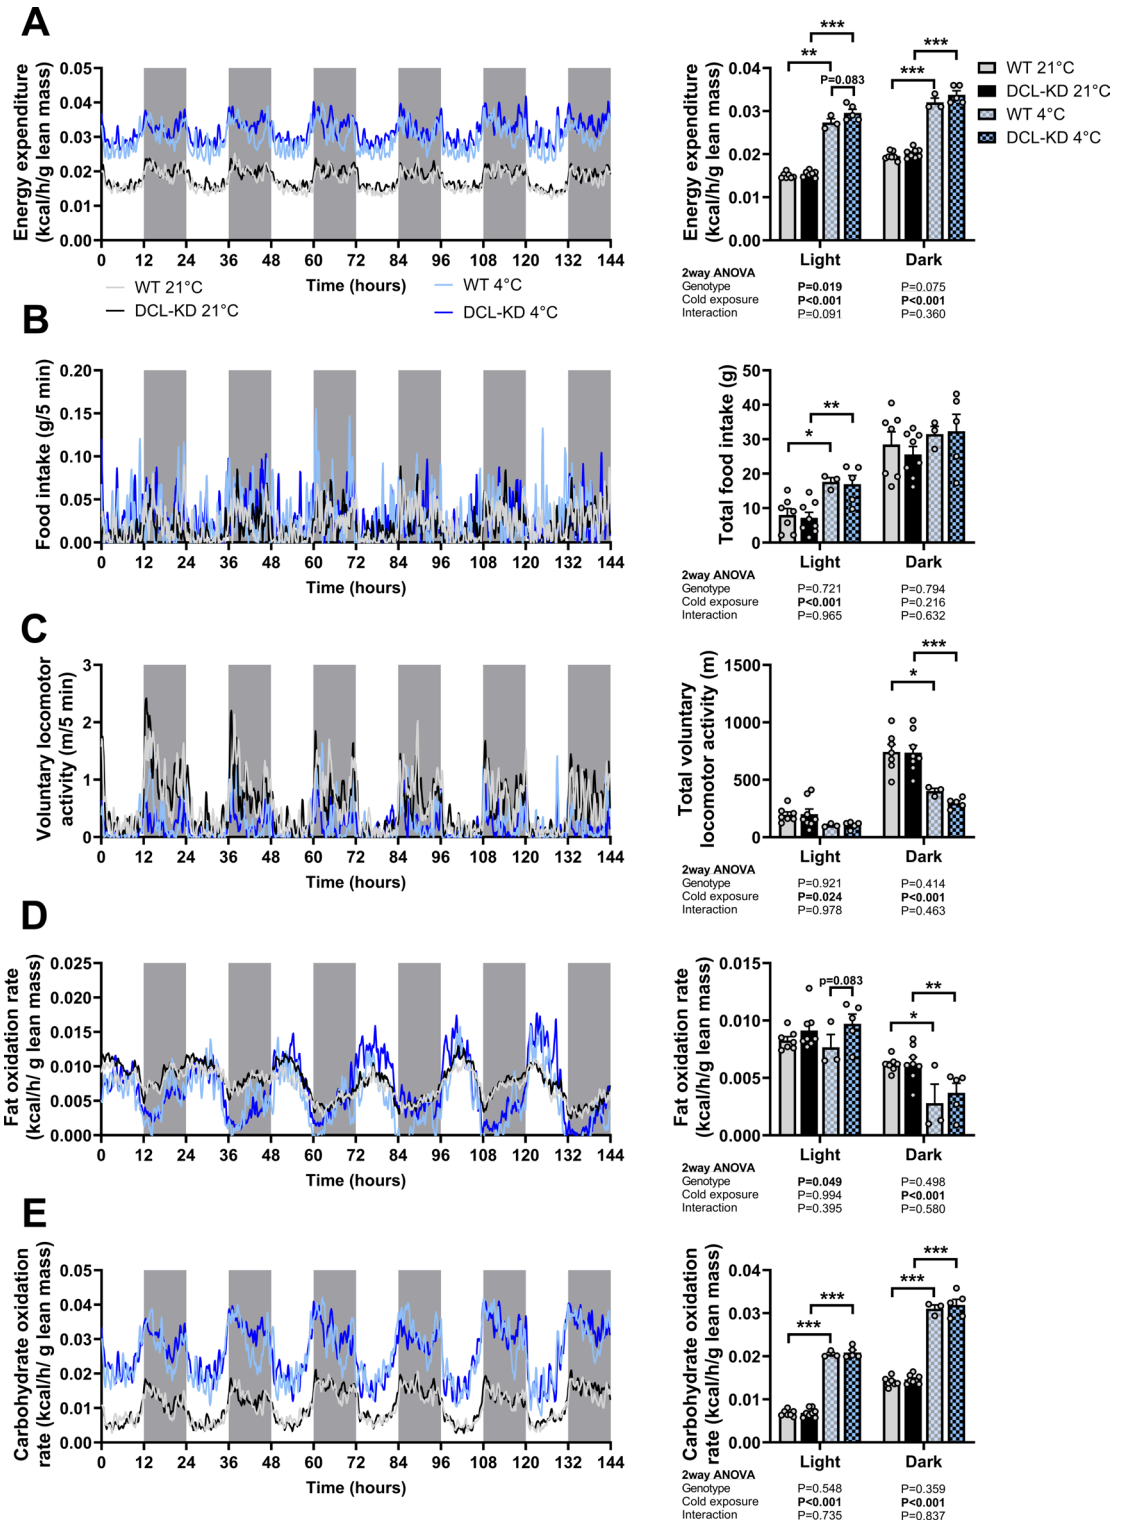 A
Energy expenditure
(kcal/h/g lean mass)
0.05
0.04
0.03
0.02
0.01
0.00
0 12 24 36 48 60 72 84 96 108 120 132 144
Time (hours)
WT 21°C
DCL-KD 21°C
WT 4°C
DCL-KD 4°C
Energy expenditure
(kcal/h/g lean mass)
0.04
0.03
0.02
0.01
0.00
** *** P=0.083 *** ***
Light Dark
WT 21°C
DCL-KD 21°C
WT 4°C
DCL-KD 4°C
2way ANOVA
Genotype P=0.019 P=0.075
Cold exposure P<0.001 P<0.001
Interaction P=0.091 P=0.360
B
Food intake (g/5 min)
0.20
0.15
0.10
0.05
0.00
0 12 24 36 48 60 72 84 96 108 120 132 144
Time (hours)
Total food intake (g)
50
40
30
20
10
0
* **
Light Dark
2way ANOVA
Genotype P=0.721 P=0.794
Cold exposure P<0.001 P=0.216
Interaction P=0.965 P=0.632
C
Voluntary locomotor
activity (m/5 min)
3
2
1
0
0 12 24 36 48 60 72 84 96 108 120 132 144
Time (hours)
Total voluntary
locomotor activity (m)
1500
1000
500
0
* ***
Light Dark
2way ANOVA
Genotype P=0.921 P=0.414
Cold exposure P=0.024 P<0.001
Interaction P=0.978 P=0.463
D
Fat oxidation rate
(kcal/h/g lean mass)
0.025
0.020
0.015
0.010
0.005
0.000
0 12 24 36 48 60 72 84 96 108 120 132 144
Time (hours)
Fat oxidation rate
(kcal/h/g lean mass)
0.015
0.010
0.005
0.000
p=0.083 * **
Light Dark
2way ANOVA
Genotype P=0.049 P=0.498
Cold exposure P=0.994 P<0.001
Interaction P=0.395 P=0.580
E
Carbohydrate oxidation
rate (kcal/h/ g lean mass)
0.05
0.04
0.03
0.02
0.01
0.00
0 12 24 36 48 60 72 84 96 108 120 132 144
Time (hours)
Carbohydrate oxidation
rate (kcal/h/g lean mass)
0.04
0.03
0.02
0.01
0.00
*** *** *** ***
Light Dark
2way ANOVA
Genotype P=0.548 P=0.359
Cold exposure P<0.001 P<0.001
Interaction P=0.735 P=0.837